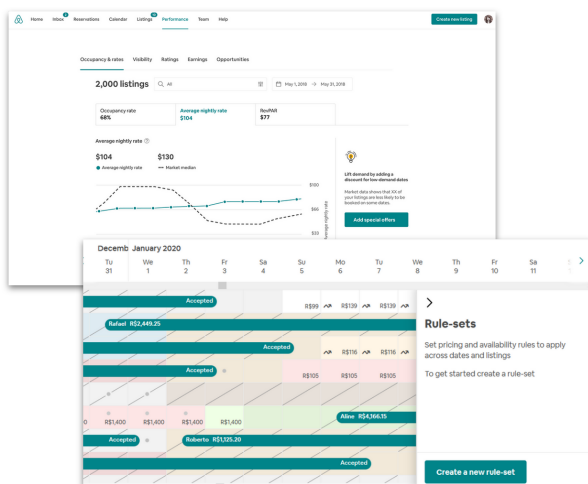 Home Inbox Reservations Calendar Listings Performance Team Help
Create new listing
Occupancy & rates Visibility Ratings Earnings Opportunities
2,000 listings
All
May 1, 2018 → May 31, 2018
Occupancy rate
68%
Average nightly rate
$104
RevPAR
$77
Average nightly rate
$104 $130
Average nightly rate Market median
$150
$66
$33
Average nightly rate
Lift demand by adding a
discount for low-demand dates
Market data shows that XX of
your listings are less likely to be
booked on some dates.
Add special offers
Decemb January 2020
Tu We Th Fr Sa Su Mo Tu We Th Fr Sa
31 1 2 3 4 5 6 7 8 9 10 11
Accepted R$99 R$139 R$139
Rafael R$2,449.25
Accepted R$116 R$116
Accepted R$105 R$105 R$105
0 R$1,400 R$1,400 R$1,400 R$1,400 Aline R$4,166.15
Accepted Roberto R$1,125.20
Accepted
Rule-sets
Set pricing and availability rules to apply
across dates and listings
To get started create a rule-set
Create a new rule-set